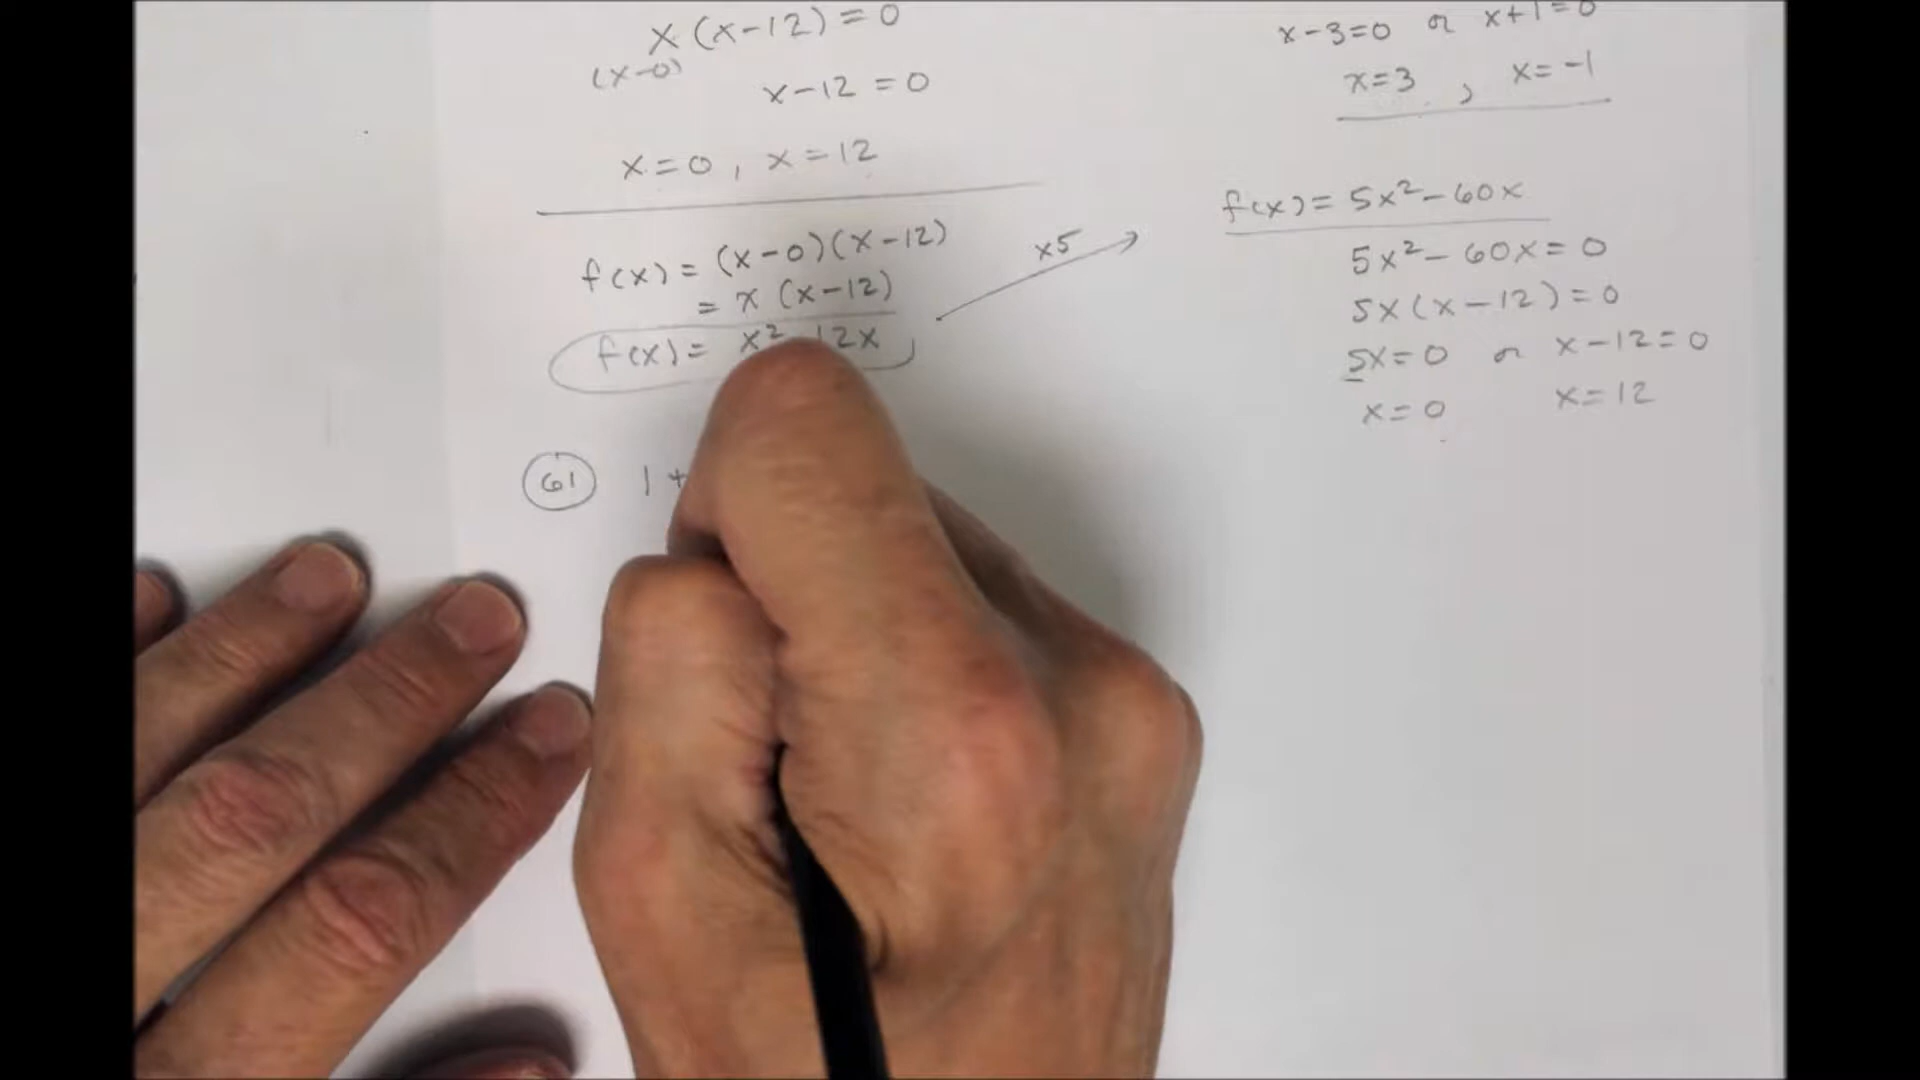 x (x-12) = 0
(x-0)
x-12 = 0
x = 0 , x = 12
f(x) = (x-0)(x-12)
= x (x-12)
f(x) = x² 12x
x5
61 1 +
x-3=0 or x+1=0
x=3 , x=-1
f(x) = 5x²-60x
5x²-60x=0
5x(x-12)=0
5x=0 or x-12=0
x=0 x=12